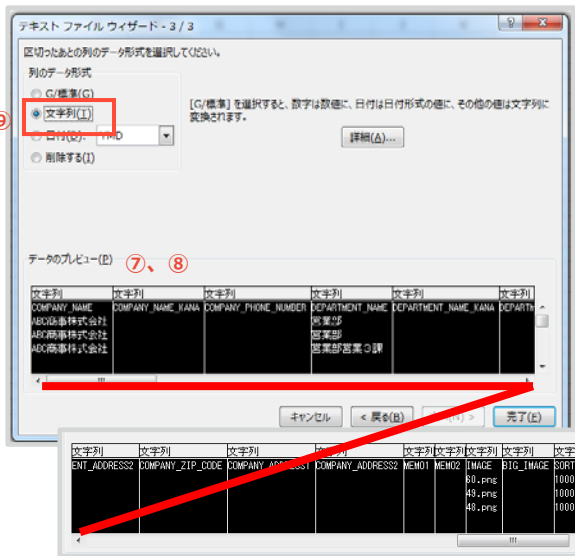 テキスト ファイル ウィザード - 3 / 3
区切ったあとの列のデータ形式を選択してください。
列のデータ形式
G/標準(G)
文字列(T)
日付(D): YMD
削除する(I)
[G/標準] を選択すると、数字は数値に、日付は日付形式の値に、その他の値は文字列に
変換されます。
詳細(A)...
⑨
データのプレビュー(P)
⑦、⑧
文字列 文字列 文字列 文字列 文字列 文字列
COMPANY_NAME COMPANY_NAME_KANA COMPANY_PHONE_NUMBER DEPARTMENT_NAME DEPARTMENT_NAME_KANA DEPARTM
ABC商事株式会社 営業部
ABC商事株式会社 営業部
ABC商事株式会社 営業部営業3課
キャンセル < 戻る(B) 完了(F)
文字列 文字列 文字列 文字列 文字列 文字列 文字列 文字列 文字
ENT_ADDRESS2 COMPANY_ZIP_CODE COMPANY_ADDRESS1 COMPANY_ADDRESS2 MEMO1 MEMO2 IMAGE BIG_IMAGE SORT
60.png 1000
49.png 1000
48.png 1000